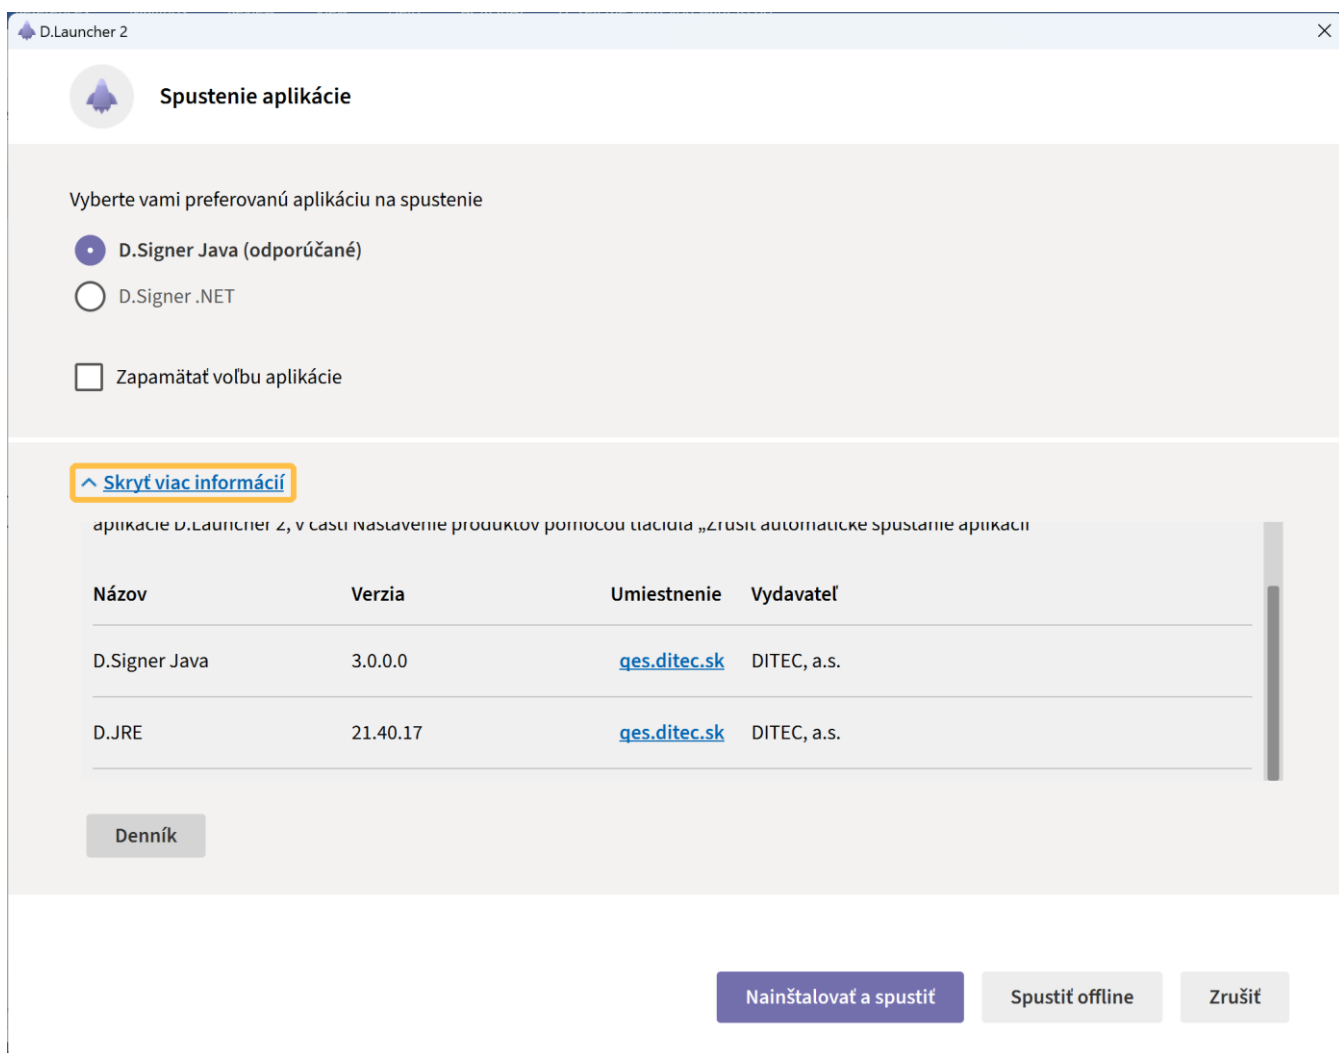 D.Launcher 2
Spustenie aplikácie
Vyberte vami preferovanú aplikáciu na spustenie
D.Signer Java (odporúčané)
D.Signer .NET
Zapamätať voľbu aplikácie
Skryť viac informácií
aplikácie D.Launcher 2, v časti Nastavenie produktov pomocou tlačidla „Zrušiť automatické spúšťanie aplikácií
Názov Verzia Umiestnenie Vydavateľ
D.Signer Java 3.0.0.0 qes.ditec.sk DITEC, a.s.
D.JRE 21.40.17 qes.ditec.sk DITEC, a.s.
Denník
Nainštalovať a spustiť Spustiť offline Zrušiť